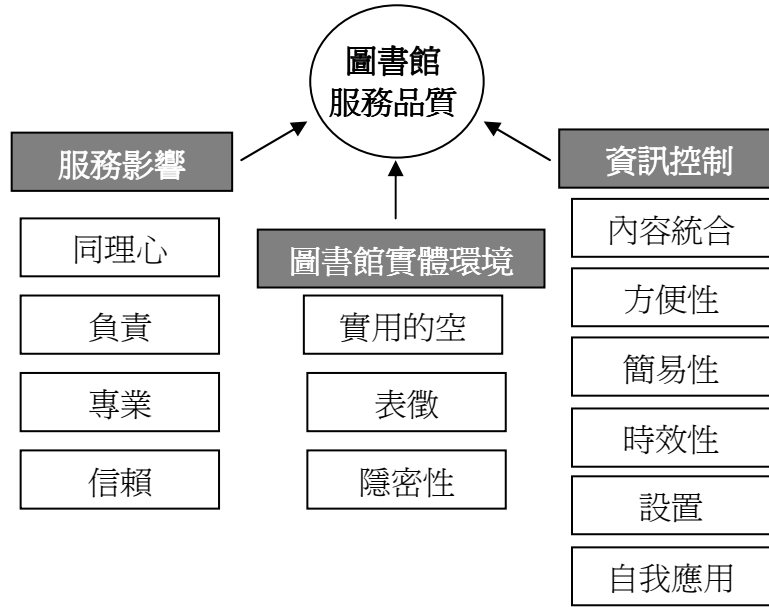 圖書館
服務品質
服務影響
同理心
負責
專業
信賴
圖書館實體環境
實用的空
表徵
隱密性
資訊控制
內容統合
方便性
簡易性
時效性
設置
自我應用